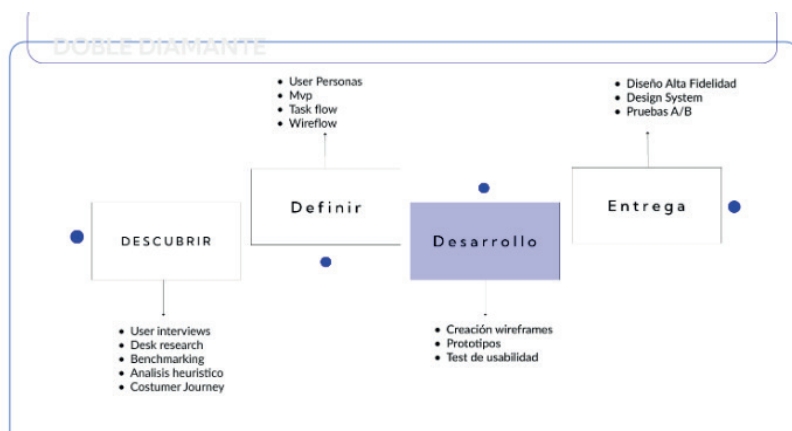 DOBLE DIAMANTE
• User Personas
• Mvp
• Task flow
• Wireflow
• Diseño Alta Fidelidad
• Design System
• Pruebas A/B
DESCUBRIR
Definir
Desarrollo
Entrega
• User interviews
• Desk research
• Benchmarking
• Analisis heuristico
• Costumer Journey
• Creación wireframes
• Prototipos
• Test de usabilidad